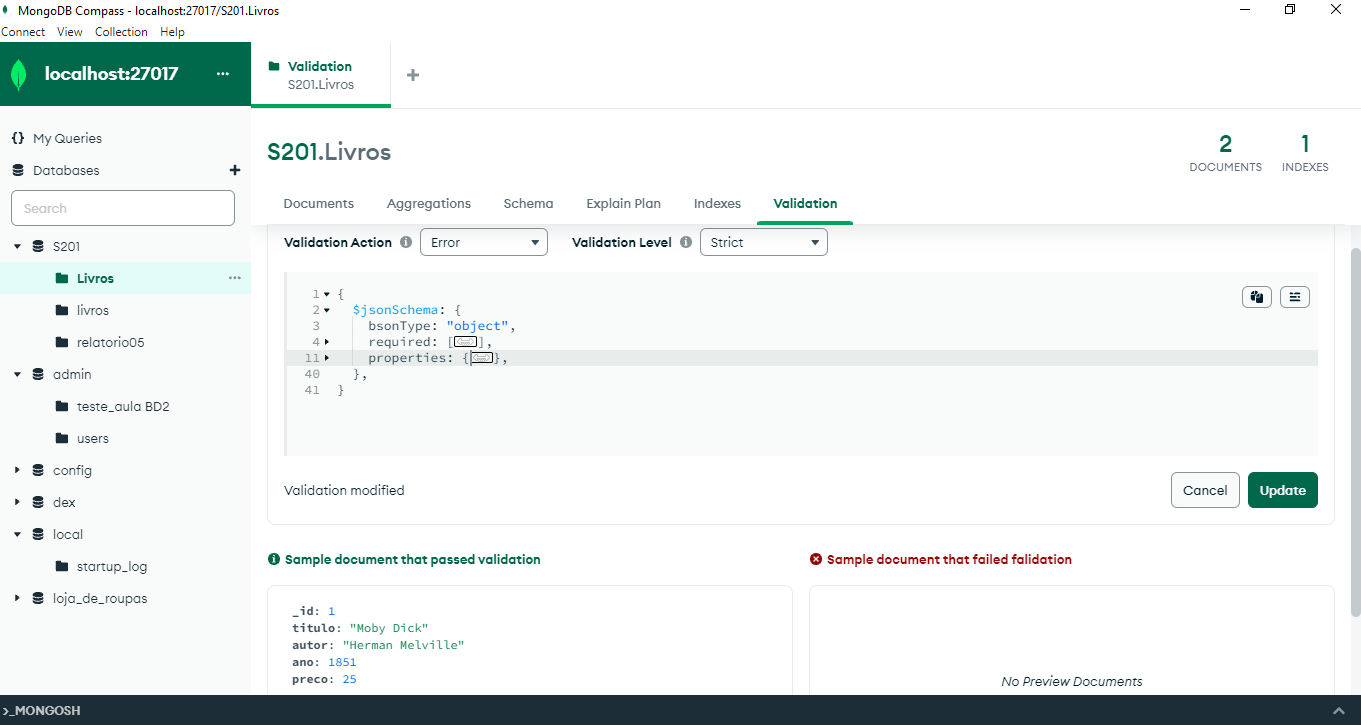 MongoDB Compass - localhost:27017/S201.Livros
Connect View Collection Help
localhost:27017 ...
Validation
S201.Livros
+
{} My Queries
Databases +
Search
S201
Livros ...
livros
relatorio05
admin
teste_aula BD2
users
config
dex
local
startup_log
loja_de_roupas
S201.Livros
2
DOCUMENTS
1
INDEXES
Documents Aggregations Schema Explain Plan Indexes Validation
Validation Action Error Validation Level Strict
1 {
2 $jsonSchema: {
3 bsonType: "object",
4 required: [<->],
11 properties: {<->},
40 },
41 }
Validation modified
Cancel Update
Sample document that passed validation
_id: 1
titulo: "Moby Dick"
autor: "Herman Melville"
ano: 1851
preco: 25
Sample document that failed falidation
No Preview Documents
>_MONGOSH